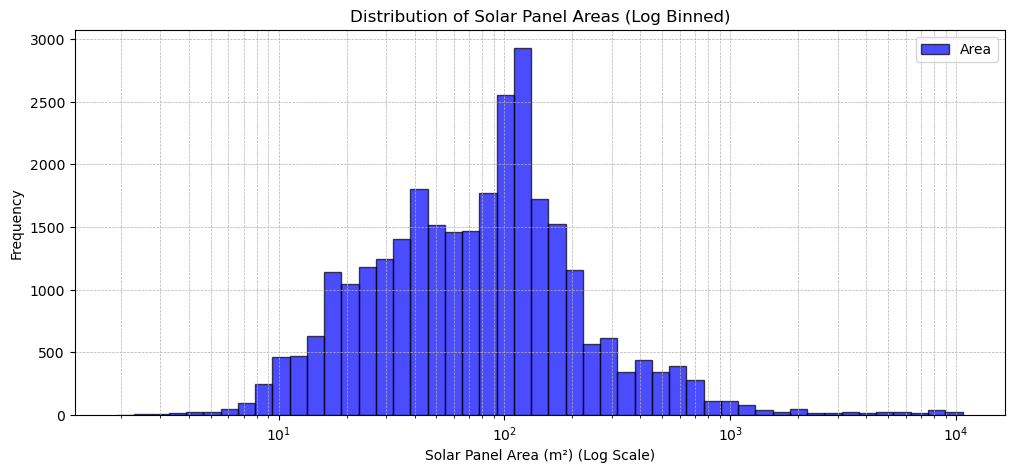 Distribution of Solar Panel Areas (Log Binned)
Area
Frequency
3000
2500
2000
1500
1000
500
0
10¹ 10² 10³ 10⁴
Solar Panel Area (m²) (Log Scale)